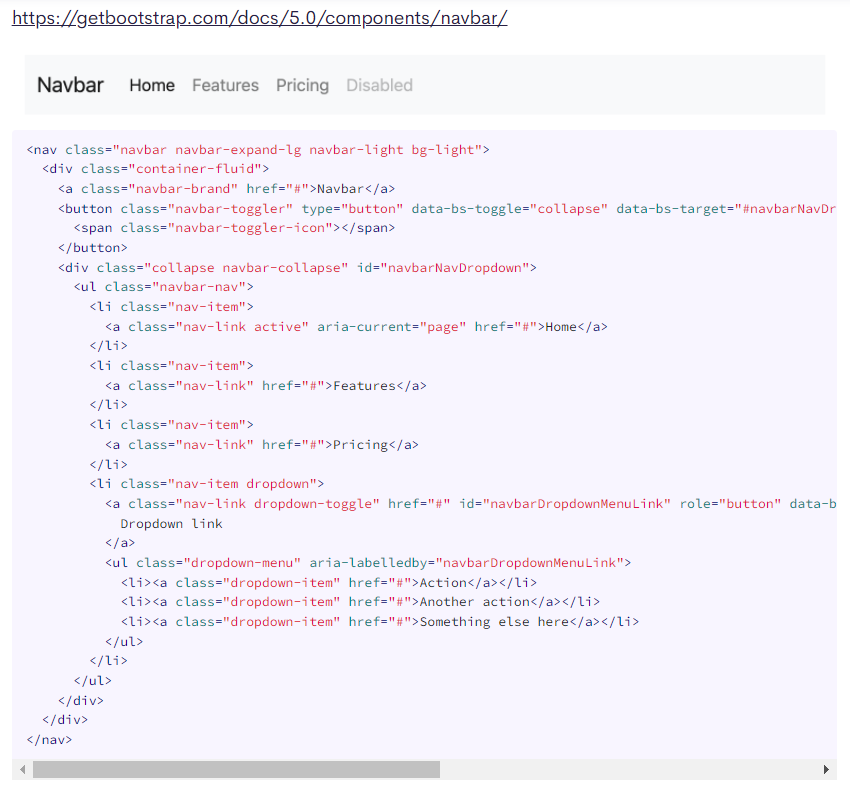 https://getbootstrap.com/docs/5.0/components/navbar/
Navbar Home Features Pricing Disabled
<nav class="navbar navbar-expand-lg navbar-light bg-light">
  <div class="container-fluid">
    <a class="navbar-brand" href="#">Navbar</a>
    <button class="navbar-toggler" type="button" data-bs-toggle="collapse" data-bs-target="#navbarNavDr
      <span class="navbar-toggler-icon"></span>
    </button>
    <div class="collapse navbar-collapse" id="navbarNavDropdown">
      <ul class="navbar-nav">
        <li class="nav-item">
          <a class="nav-link active" aria-current="page" href="#">Home</a>
        </li>
        <li class="nav-item">
          <a class="nav-link" href="#">Features</a>
        </li>
        <li class="nav-item">
          <a class="nav-link" href="#">Pricing</a>
        </li>
        <li class="nav-item dropdown">
          <a class="nav-link dropdown-toggle" href="#" id="navbarDropdownMenuLink" role="button" data-b
            Dropdown link
          </a>
          <ul class="dropdown-menu" aria-labelledby="navbarDropdownMenuLink">
            <li><a class="dropdown-item" href="#">Action</a></li>
            <li><a class="dropdown-item" href="#">Another action</a></li>
            <li><a class="dropdown-item" href="#">Something else here</a></li>
          </ul>
        </li>
      </ul>
    </div>
  </div>
</nav>